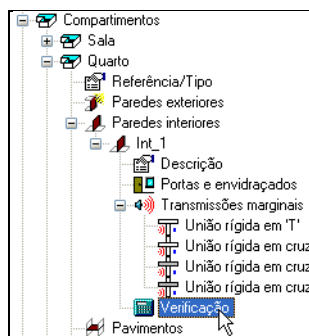 Compartimentos
Sala
Quarto
Referência/Tipo
Paredes exteriores
Paredes interiores
Int_1
Descrição
Portas e envidraçados
Transmissões marginais
União rígida em 'T'
União rígida em cruz
União rígida em cruz
União rígida em cruz
Verificação
Pavimentos